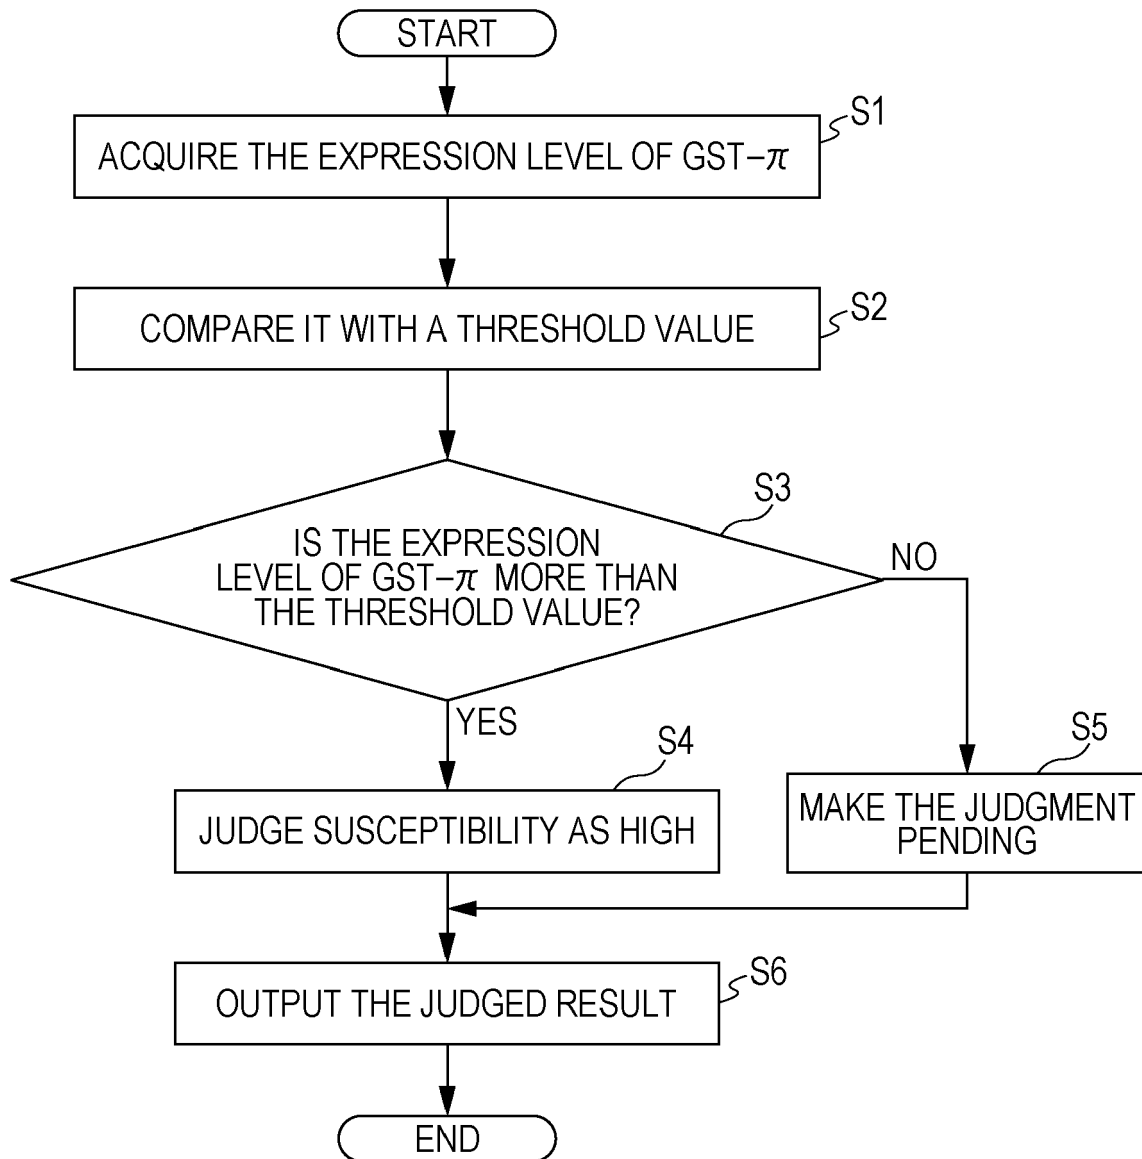 START
S1
ACQUIRE THE EXPRESSION LEVEL OF GST–π
S2
COMPARE IT WITH A THRESHOLD VALUE
S3
IS THE EXPRESSION
LEVEL OF GST–π MORE THAN
THE THRESHOLD VALUE?
NO
YES
S4
JUDGE SUSCEPTIBILITY AS HIGH
S5
MAKE THE JUDGMENT
PENDING
S6
OUTPUT THE JUDGED RESULT
END